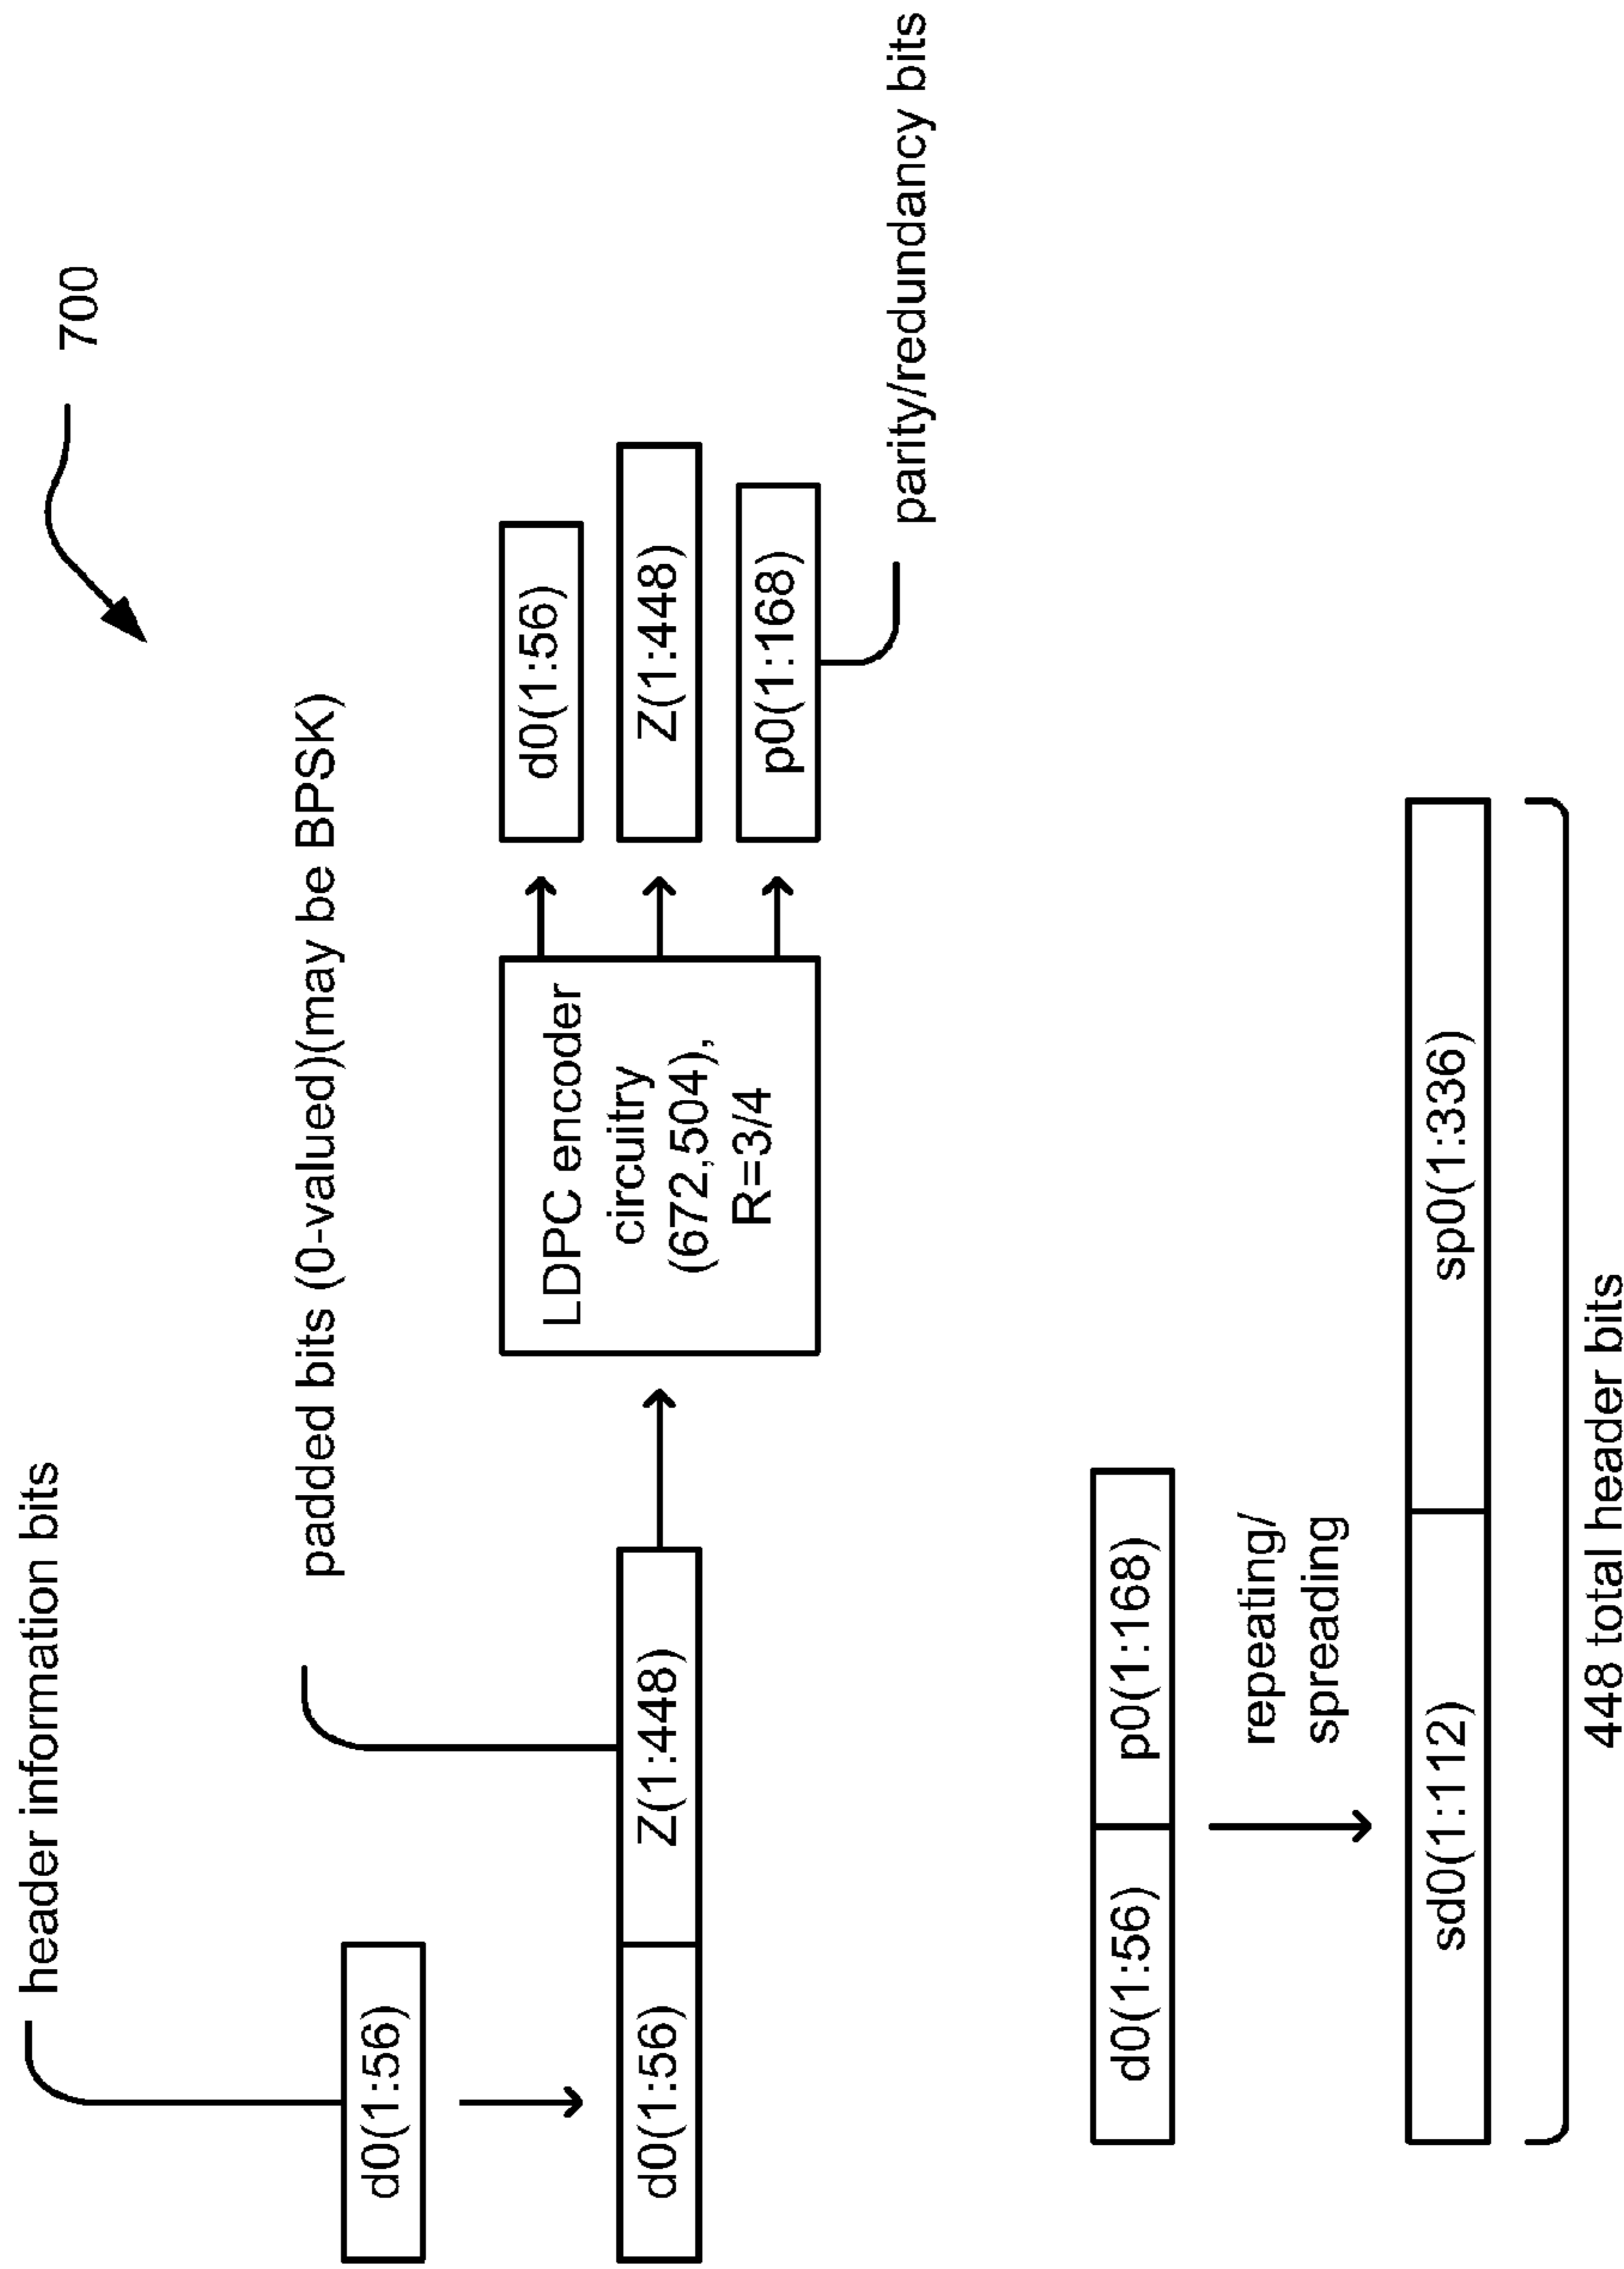 700
header information bits
padded bits (0-valued)(may be BPSK)
d0(1:56)
d0(1:56)
Z(1:448)
LDPC encoder
circuitry
(672,504),
R=3/4
d0(1:56)
Z(1:448)
p0(1:168)
parity/redundancy bits
d0(1:56)
p0(1:168)
repeating/
spreading
sd0(1:112)
sp0(1:336)
448 total header bits